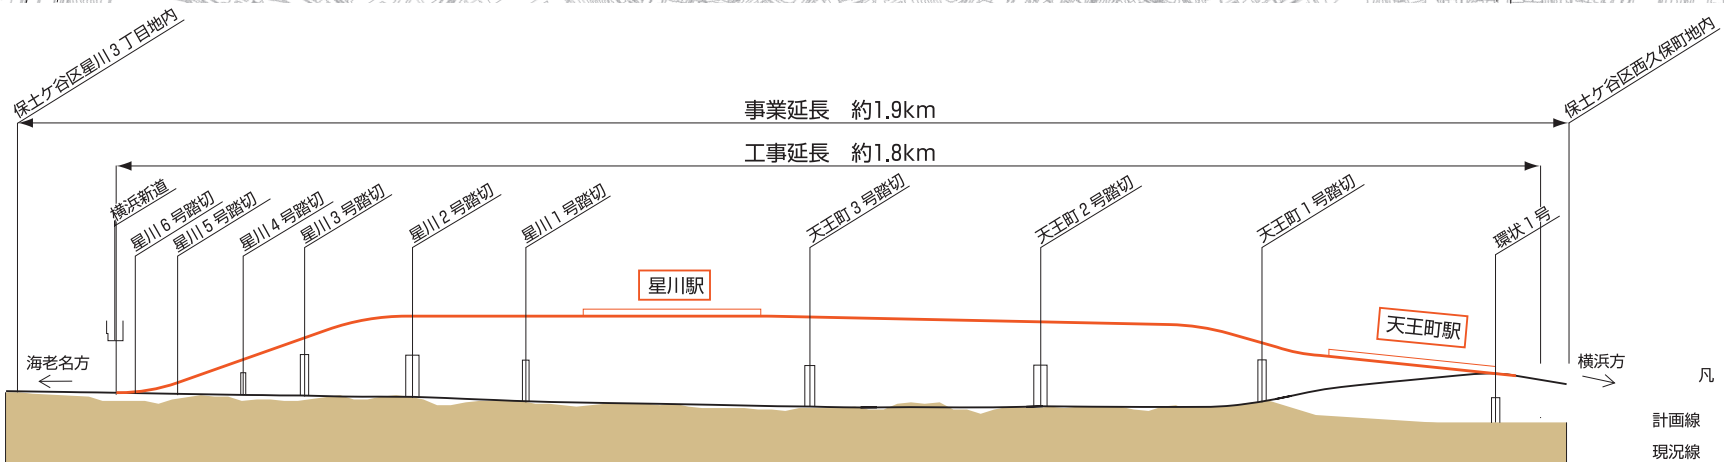 保土ケ谷区星川3丁目地内
保土ケ谷区西久保町地内
事業延長　約1.9km
工事延長　約1.8km
横浜新道
星川6号踏切
星川5号踏切
星川4号踏切
星川3号踏切
星川2号踏切
星川1号踏切
天王町3号踏切
天王町2号踏切
天王町1号踏切
環状1号
星川駅
天王町駅
海老名方
横浜方
凡
計画線
現況線